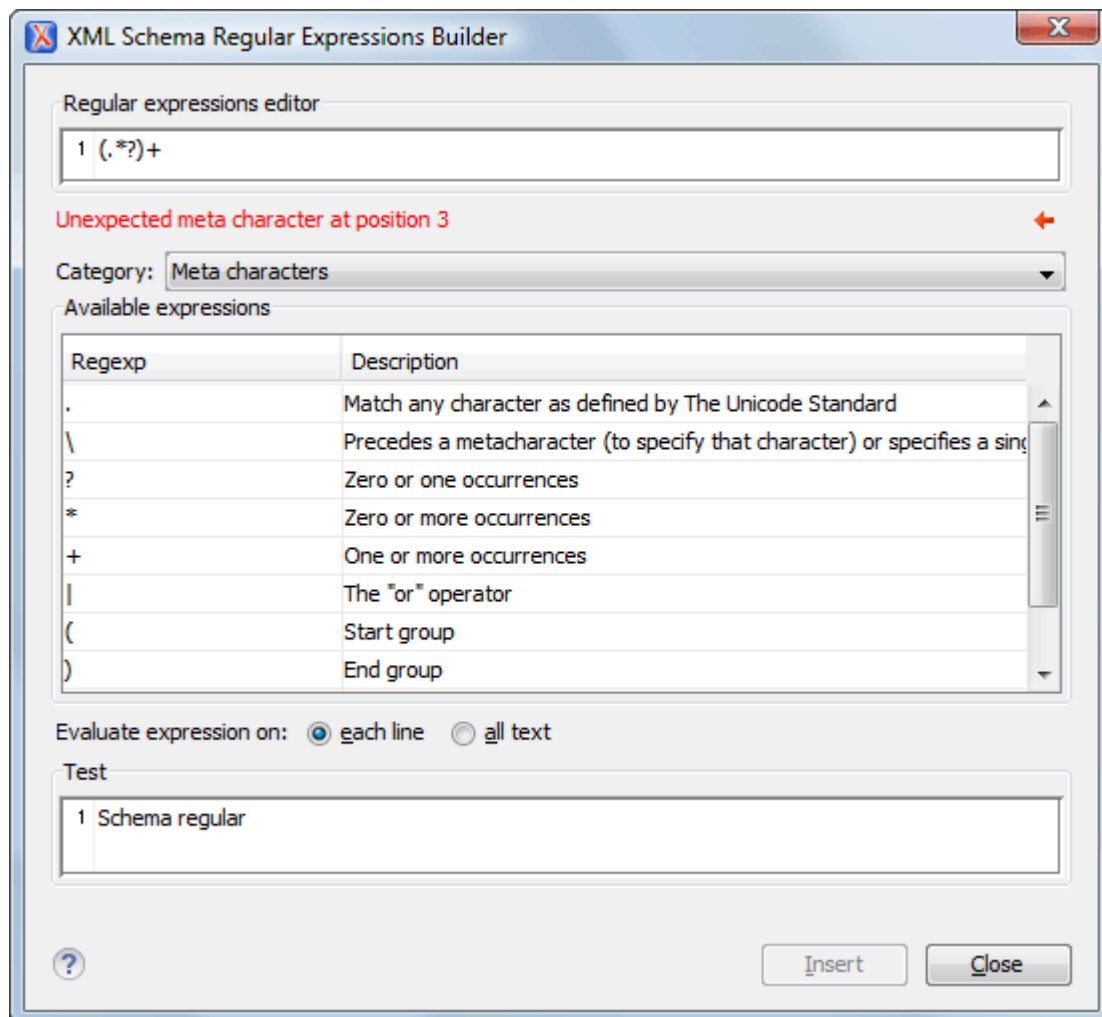 XML Schema Regular Expressions Builder
Regular expressions editor
1 (.*?)+
Unexpected meta character at position 3
Category: Meta characters
Available expressions
Regexp Description
. Match any character as defined by The Unicode Standard
\ Precedes a metacharacter (to specify that character) or specifies a sing
? Zero or one occurrences
* Zero or more occurrences
+ One or more occurrences
| The "or" operator
( Start group
) End group
Evaluate expression on: each line all text
Test
1 Schema regular
? Insert Close